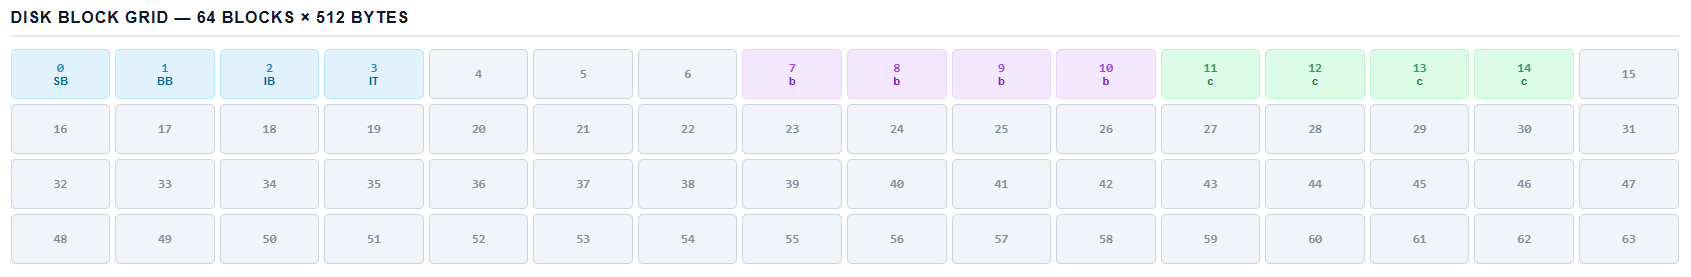 DISK BLOCK GRID — 64 BLOCKS × 512 BYTES
0 1 2 3 4 5 6 7 8 9 10 11 12 13 14 15
SB BB IB IT b b b b c c c c
16 17 18 19 20 21 22 23 24 25 26 27 28 29 30 31
32 33 34 35 36 37 38 39 40 41 42 43 44 45 46 47
48 49 50 51 52 53 54 55 56 57 58 59 60 61 62 63